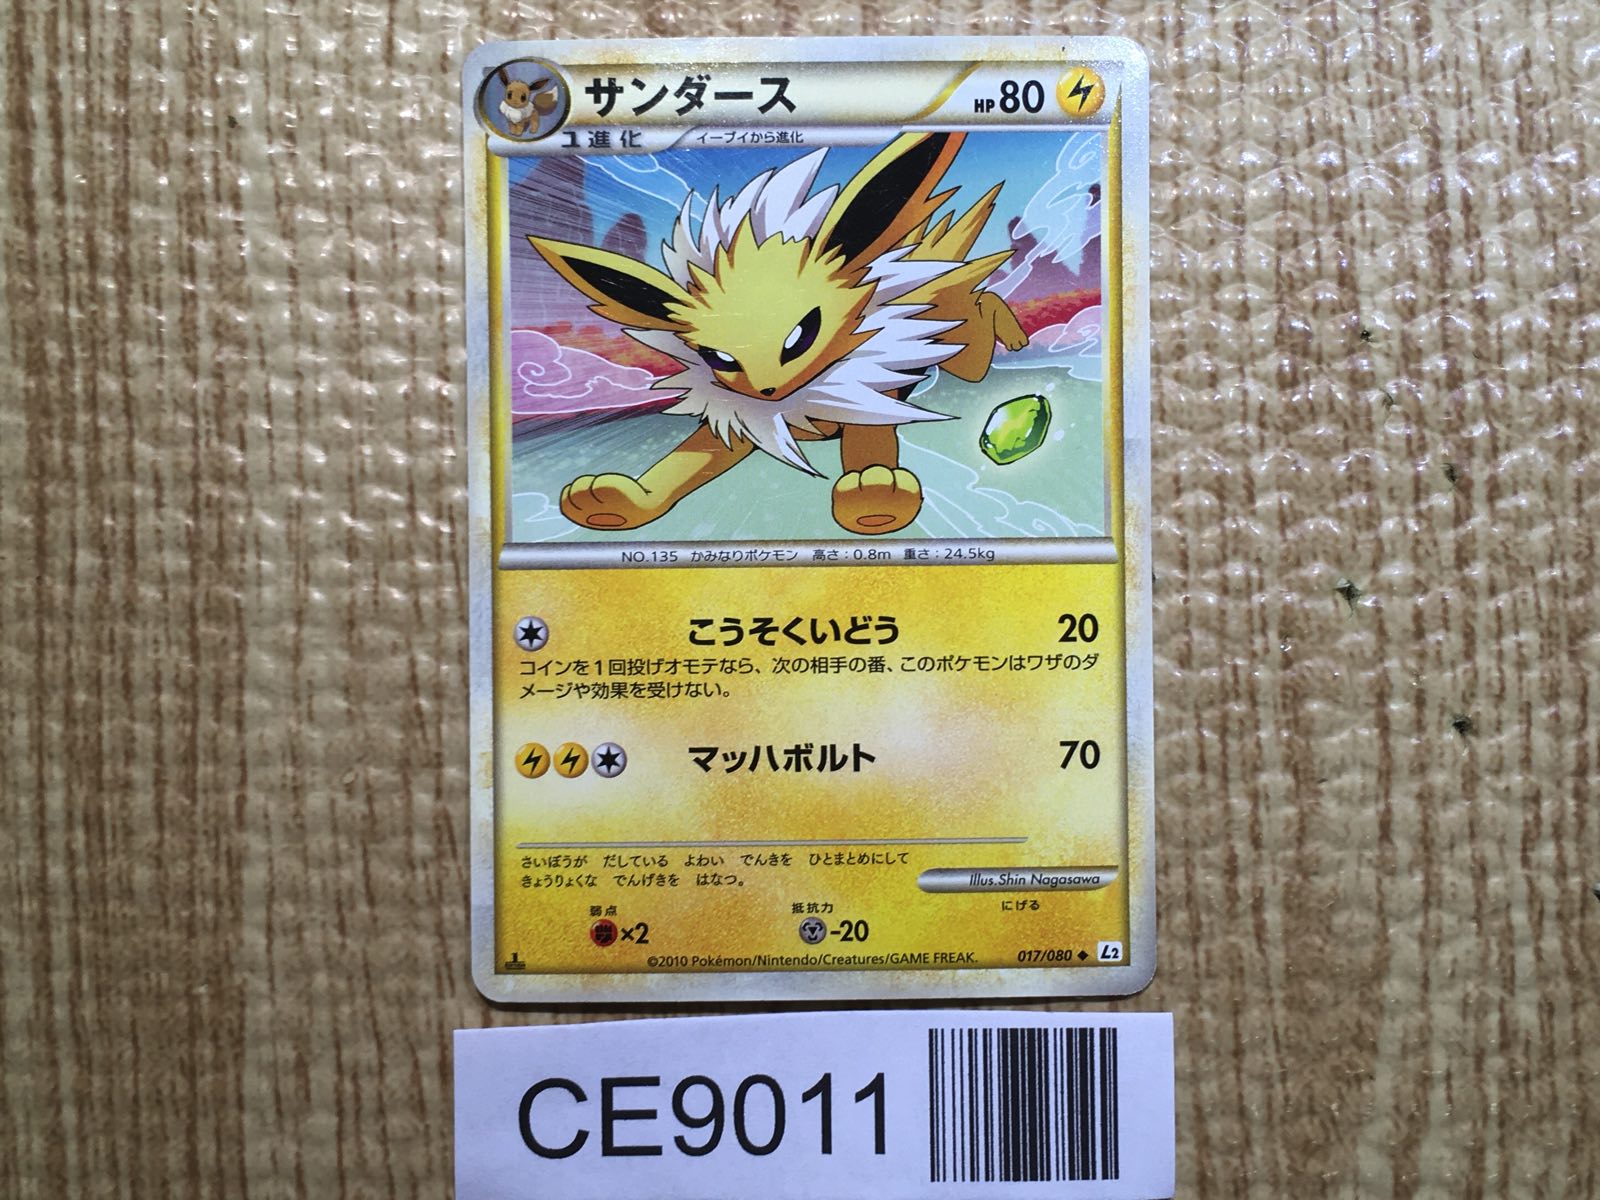 サンダース
HP80
1進化
イーブイから進化
NO.135 かみなりポケモン 高さ:0.8m 重さ:24.5kg
こうそくいどう 20
コインを1回投げオモテなら、次の相手の番、このポケモンはワザのダ
メージや効果を受けない。
マッハボルト 70
さいぼうが だしている よわい でんきを ひとまとめにして
きょうりょくな でんげきを はなつ。
Illus.Shin Nagasawa
弱点 抵抗力 にげる
×2 -20
1
EDITION
©2010 Pokémon/Nintendo/Creatures/GAME FREAK.
017/080 ◆ L2
CE9011